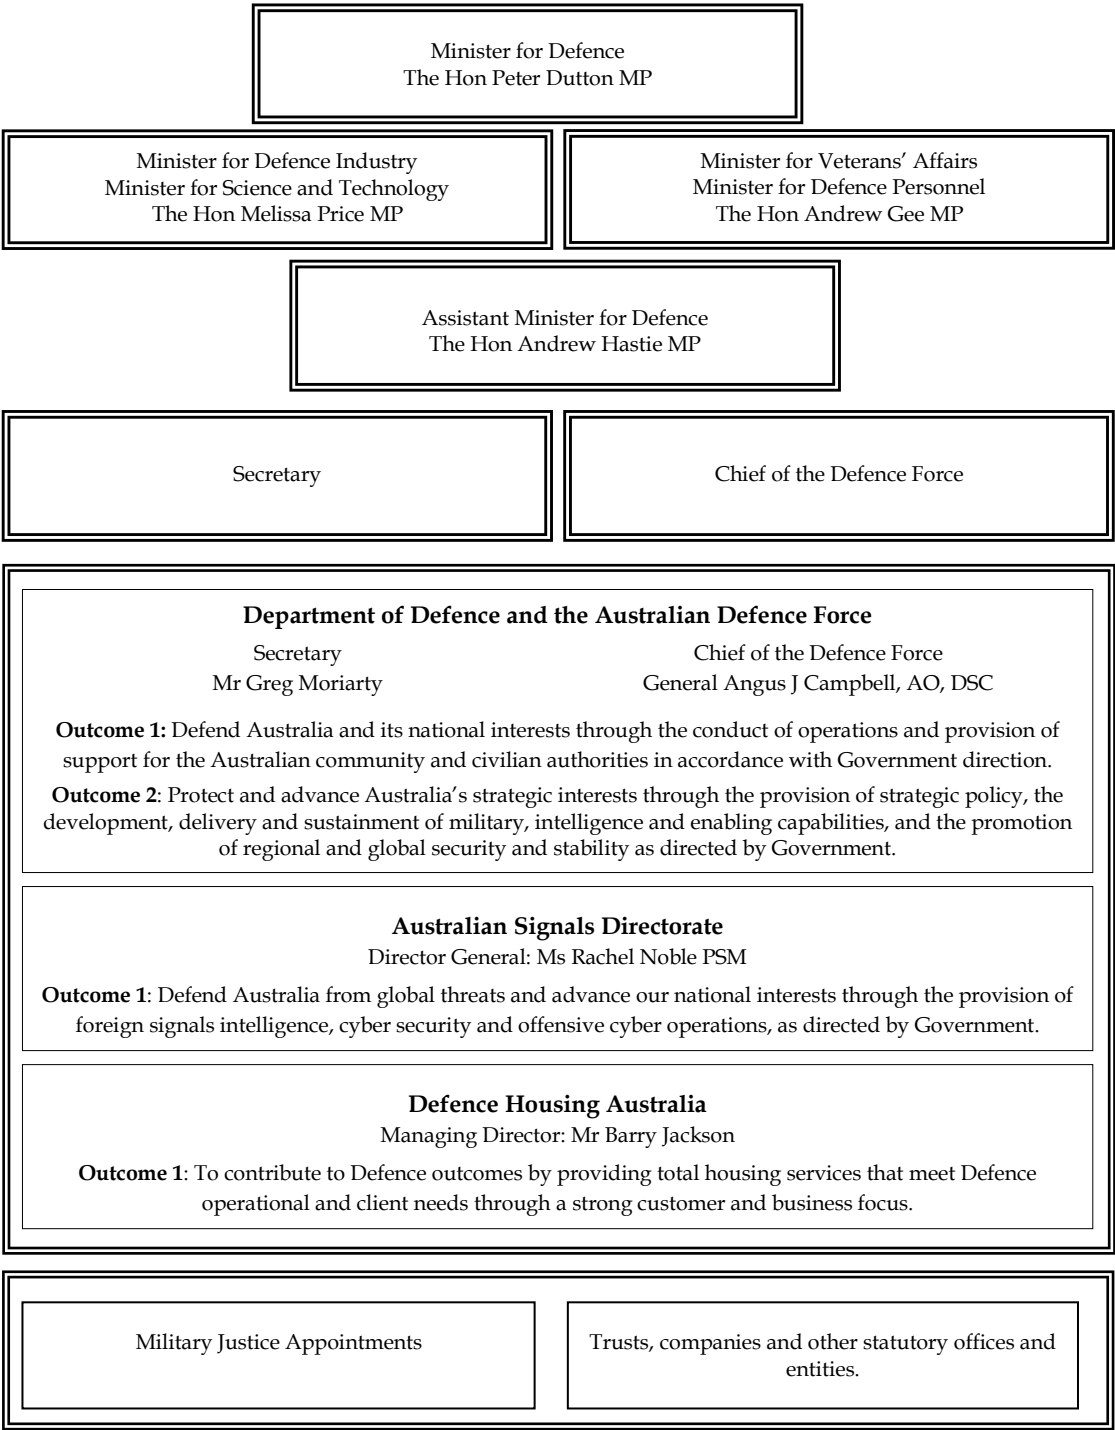 Minister for Defence
The Hon Peter Dutton MP
Minister for Defence Industry
Minister for Science and Technology
The Hon Melissa Price MP
Minister for Veterans’ Affairs
Minister for Defence Personnel
The Hon Andrew Gee MP
Assistant Minister for Defence
The Hon Andrew Hastie MP
Secretary
Chief of the Defence Force
Department of Defence and the Australian Defence Force
Secretary
Mr Greg Moriarty
Chief of the Defence Force
General Angus J Campbell, AO, DSC
Outcome 1: Defend Australia and its national interests through the conduct of operations and provision of
support for the Australian community and civilian authorities in accordance with Government direction.
Outcome 2: Protect and advance Australia’s strategic interests through the provision of strategic policy, the
development, delivery and sustainment of military, intelligence and enabling capabilities, and the promotion
of regional and global security and stability as directed by Government.
Australian Signals Directorate
Director General: Ms Rachel Noble PSM
Outcome 1: Defend Australia from global threats and advance our national interests through the provision of
foreign signals intelligence, cyber security and offensive cyber operations, as directed by Government.
Defence Housing Australia
Managing Director: Mr Barry Jackson
Outcome 1: To contribute to Defence outcomes by providing total housing services that meet Defence
operational and client needs through a strong customer and business focus.
Military Justice Appointments
Trusts, companies and other statutory offices and
entities.